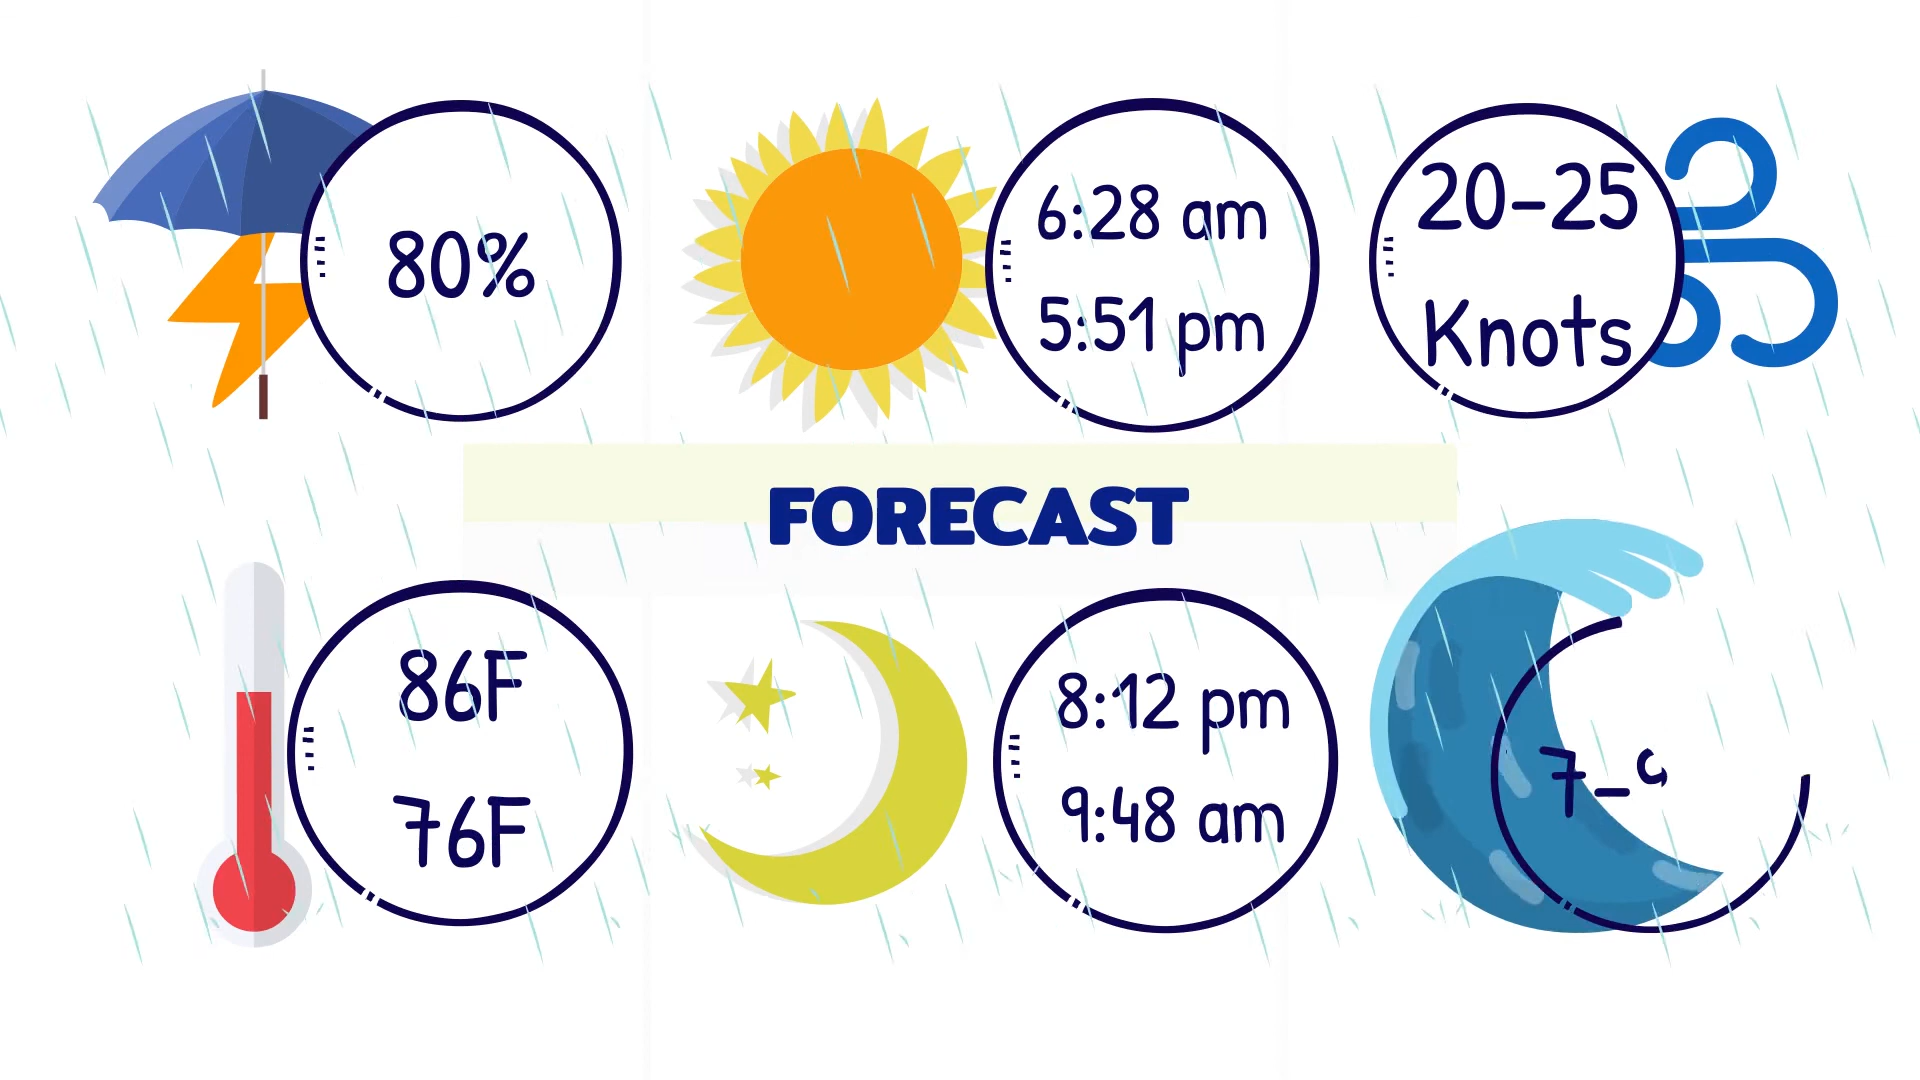 80%
6:28 am
5:51 pm
20-25
Knots
FORECAST
86F
76F
8:12 pm
9:48 am
7-